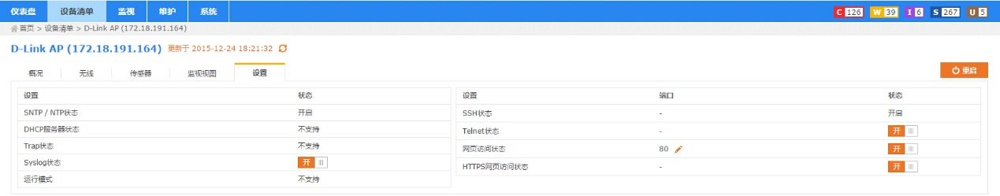 仪表盘 设备清单 监视 维护 系统 C 126 W 39 I 6 S 267 U 5
首页 > 设备清单 > D-Link AP (172.18.191.164)
D-Link AP (172.18.191.164) 更新于 2015-12-24 18:21:32
概况 无线 传感器 监视视图 设置 重启
设置 状态
SNTP / NTP状态 开启
DHCP服务器状态 不支持
Trap状态 不支持
Syslog状态 开
运行模式 不支持
设置 端口 状态
SSH状态 - 开启
Telnet状态 - 开
网页访问状态 80 开
HTTPS网页访问状态 - 开